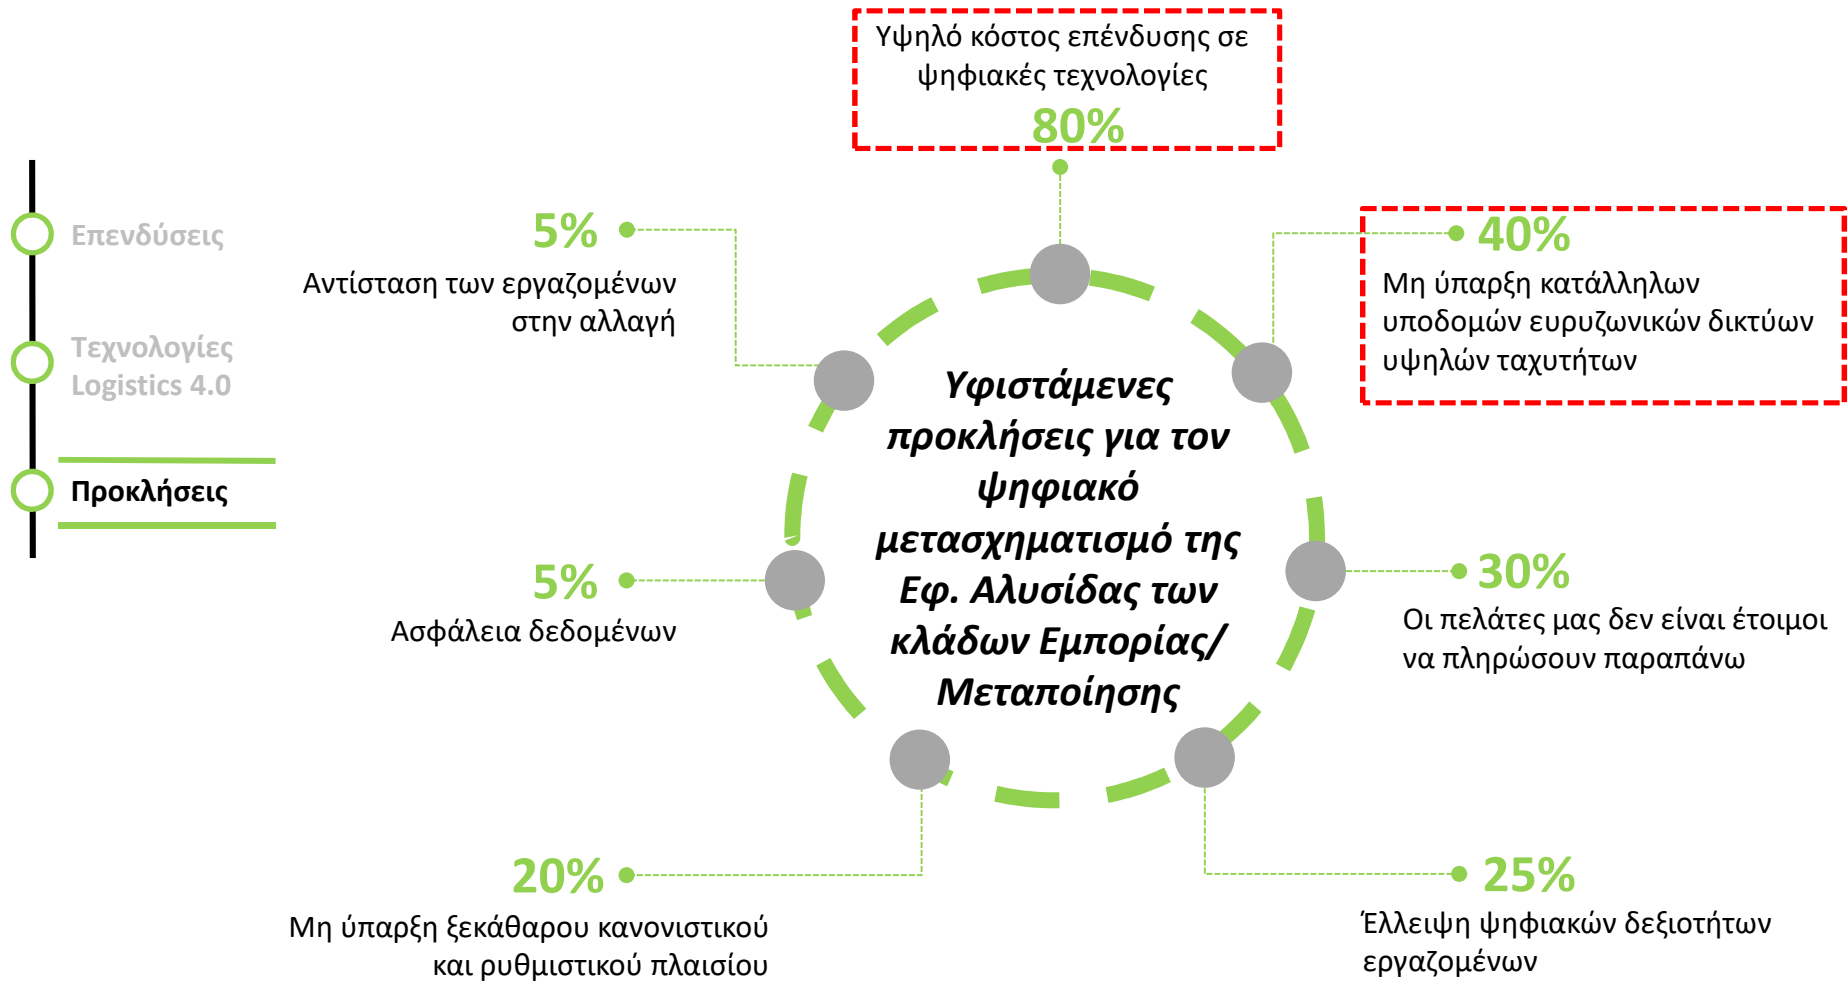 Υψηλό κόστος επένδυσης σε
ψηφιακές τεχνολογίες
80%
Επενδύσεις
Τεχνολογίες
Logistics 4.0
Προκλήσεις
5%
Αντίσταση των εργαζομένων
στην αλλαγή
40%
Μη ύπαρξη κατάλληλων
υποδομών ευρυζωνικών δικτύων
υψηλών ταχυτήτων
Υφιστάμενες
προκλήσεις για τον
ψηφιακό
μετασχηματισμό της
Εφ. Αλυσίδας των
κλάδων Εμπορίας/
Μεταποίησης
5%
Ασφάλεια δεδομένων
30%
Οι πελάτες μας δεν είναι έτοιμοι
να πληρώσουν παραπάνω
20%
Μη ύπαρξη ξεκάθαρου κανονιστικού
και ρυθμιστικού πλαισίου
25%
Έλλειψη ψηφιακών δεξιοτήτων
εργαζομένων